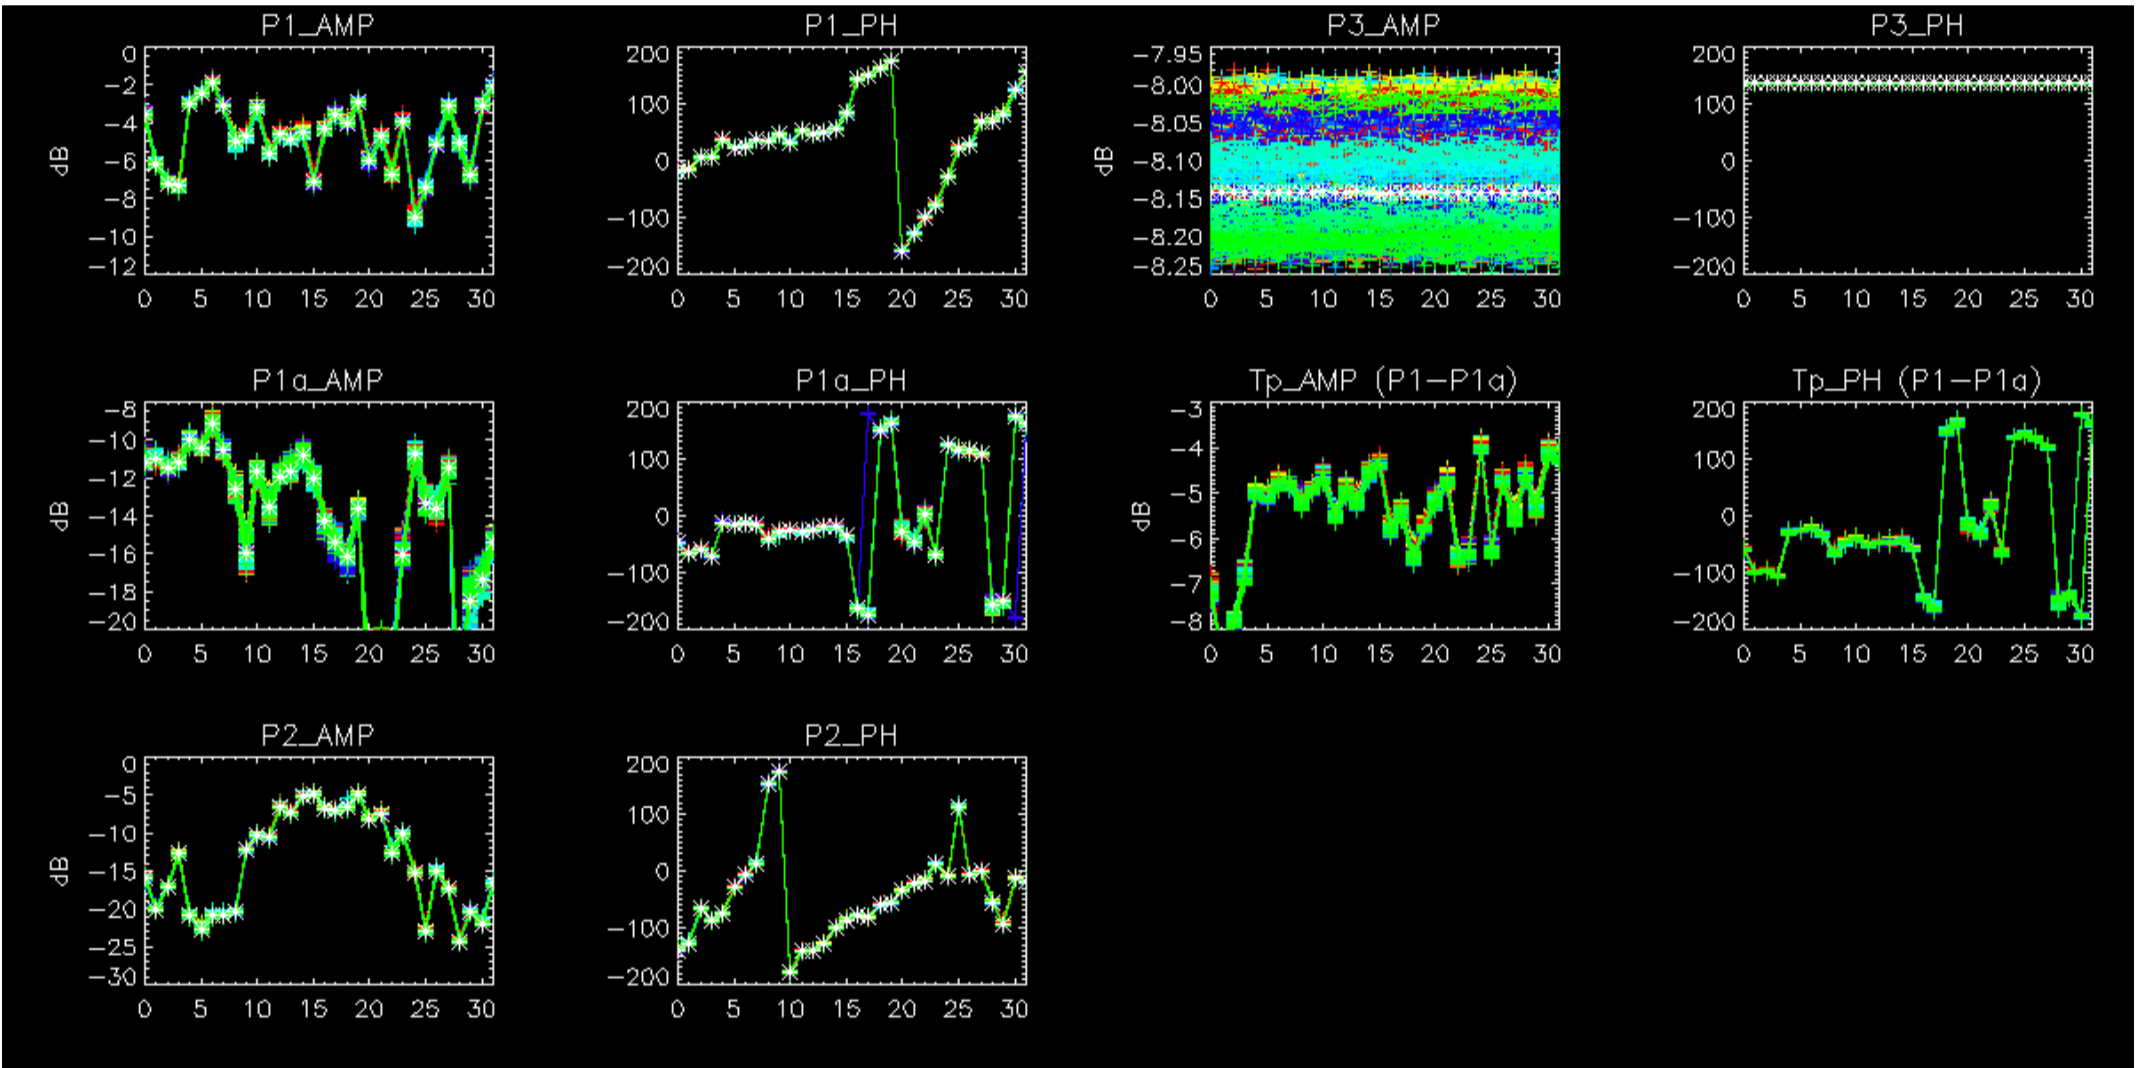 P1_AMP
P1_PH
P3_AMP
P3_PH
0
-2
-4
-6
-8
-10
-12
dB
0 5 10 15 20 25 30
200
100
0
-100
-200
0 5 10 15 20 25 30
-7.95
-8.00
-8.05
-8.10
-8.15
-8.20
-8.25
dB
0 5 10 15 20 25 30
200
100
0
-100
-200
0 5 10 15 20 25 30
P1a_AMP
P1a_PH
Tp_AMP (P1-P1a)
Tp_PH (P1-P1a)
-8
-10
-12
-14
-16
-18
-20
dB
0 5 10 15 20 25 30
200
100
0
-100
-200
0 5 10 15 20 25 30
-3
-4
-5
-6
-7
-8
dB
0 5 10 15 20 25 30
200
100
0
-100
-200
0 5 10 15 20 25 30
P2_AMP
P2_PH
0
-5
-10
-15
-20
-25
-30
dB
0 5 10 15 20 25 30
200
100
0
-100
-200
0 5 10 15 20 25 30